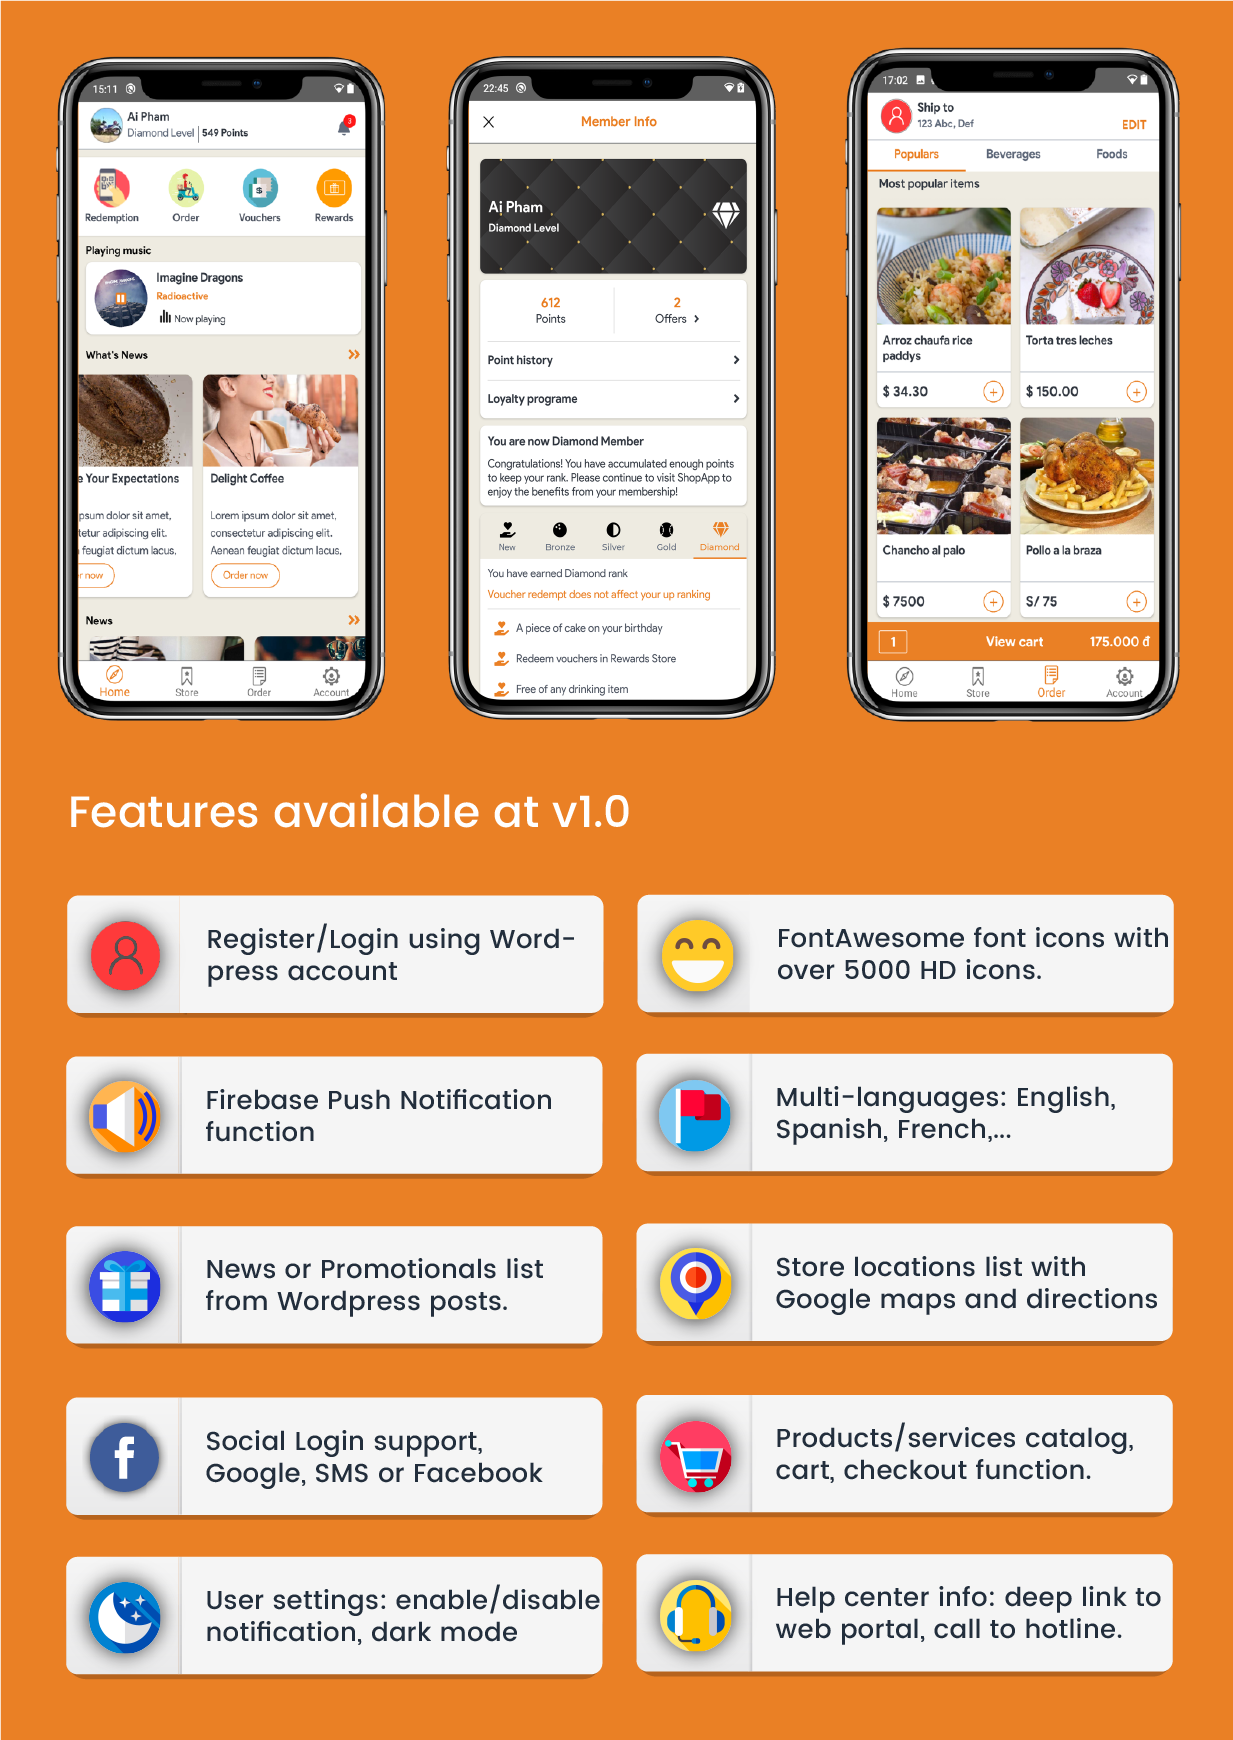 15:11
Ai Pham
Diamond Level | 549 Points
3
Redemption
Order
Vouchers
Rewards
Playing music
Imagine Dragons
Radioactive
Now playing
What's News
e Your Expectations
psum dolor sit amet,
tetur adipiscing elit.
feugiat dictum lacus.
r now
Delight Coffee
Lorem ipsum dolor sit amet,
consectetur adipiscing elit.
Aenean feugiat dictum lacus.
Order now
News
Home
Store
Order
Account
22:45
Member Info
Ai Pham
Diamond Level
612
Points
2
Offers
Point history
Loyalty programe
You are now Diamond Member
Congratulations! You have accumulated enough points
to keep your rank. Please continue to visit ShopApp to
enjoy the benefits from your membership!
New
Bronze
Silver
Gold
Diamond
You have earned Diamond rank
Voucher redempt does not affect your up ranking
A piece of cake on your birthday
Redeem vouchers in Rewards Store
Free of any drinking item
17:02
Ship to
123 Abc, Def
EDIT
Populars
Beverages
Foods
Most popular items
Arroz chaufa rice
paddys
$ 34.30
Torta tres leches
$ 150.00
Chancho al palo
$ 7500
Pollo a la braza
S/ 75
1
View cart
175.000 đ
Home
Store
Order
Account
Features available at v1.0
Register/Login using Word-
press account
FontAwesome font icons with
over 5000 HD icons.
Firebase Push Notification
function
Multi-languages: English,
Spanish, French,...
News or Promotionals list
from Wordpress posts.
Store locations list with
Google maps and directions
Social Login support,
Google, SMS or Facebook
Products/services catalog,
cart, checkout function.
User settings: enable/disable
notification, dark mode
Help center info: deep link to
web portal, call to hotline.